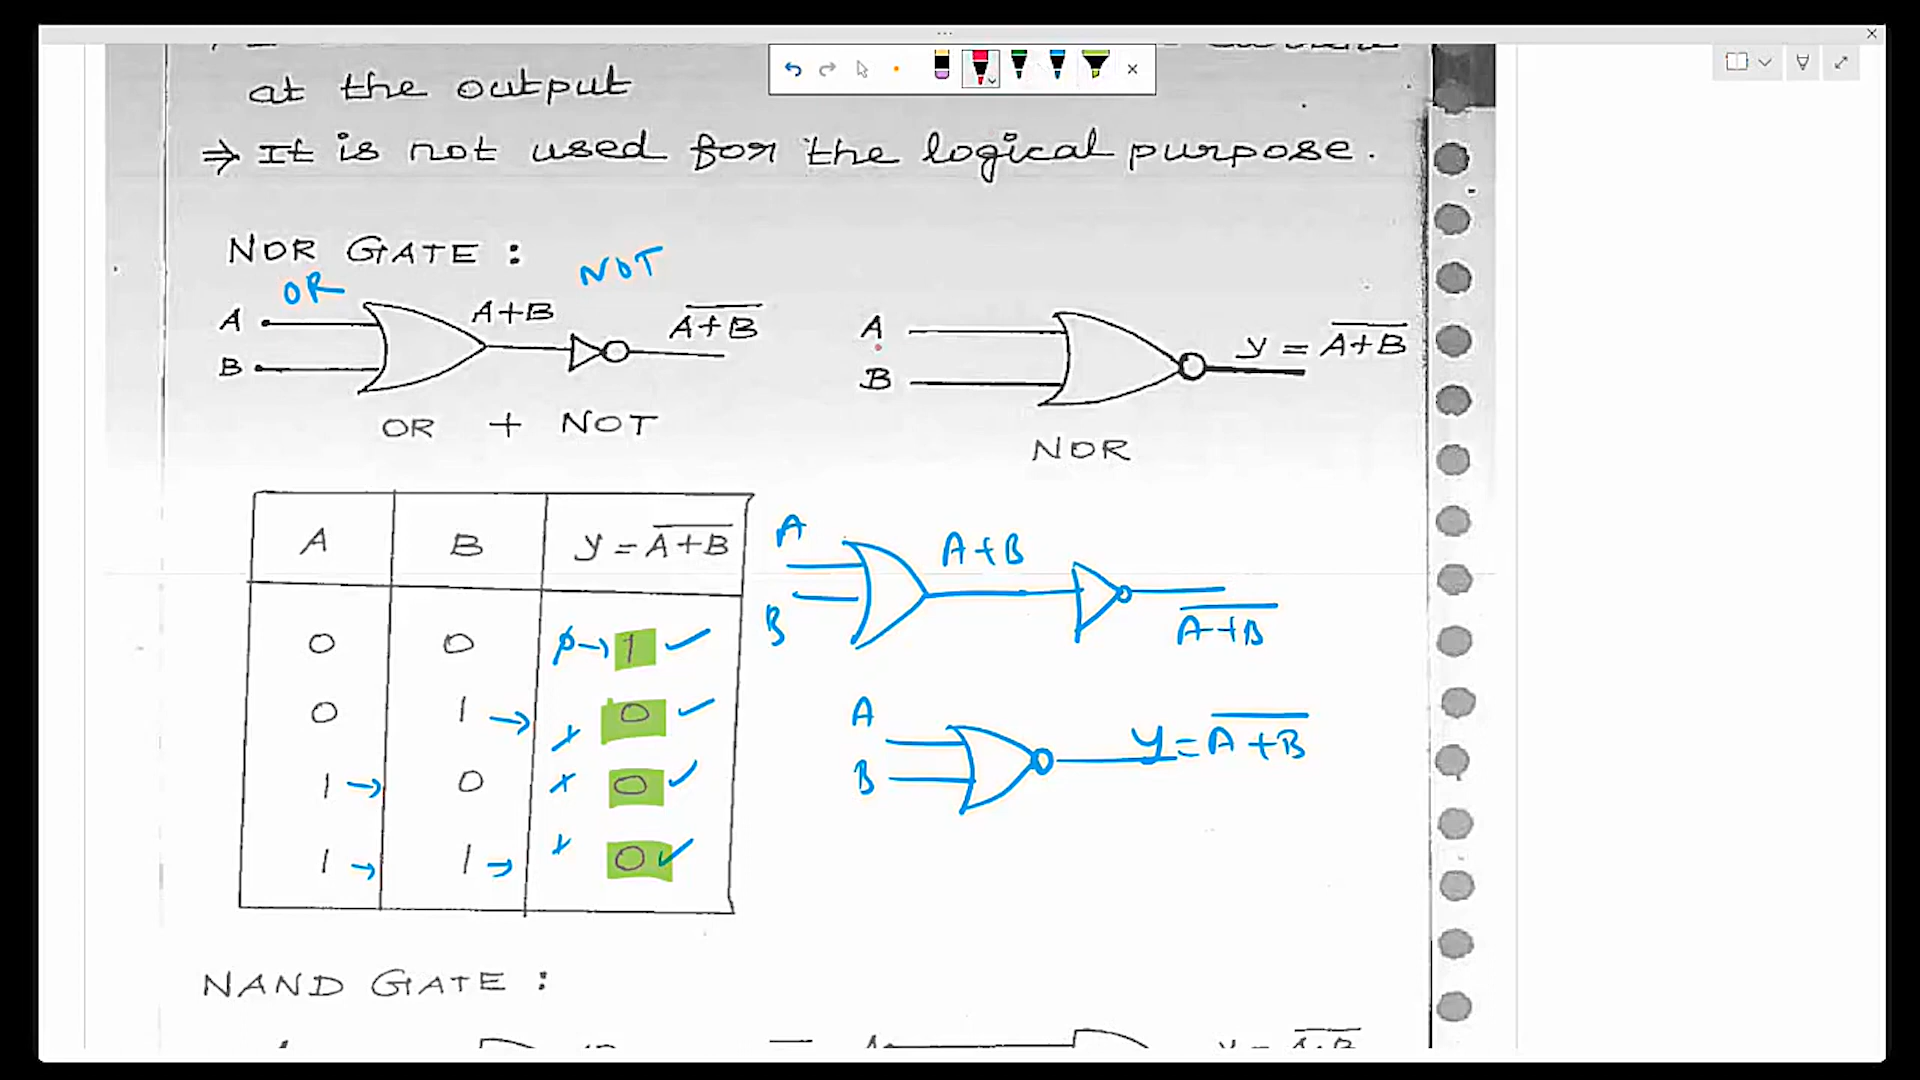 at the output
⇒ It is not used for the logical purpose.
NOR GATE :
OR NOT
A A+B A̅+̅B̅
B
OR + NOT
A y = A̅+̅B̅
B
NOR
A B y = A̅+̅B̅
0 0 0→ 1 ✓
0 1 → 0 ✓
1 → 0 0 ✓
1 → 1 → 0 ✓
A A+B
B A̅+̅B̅
A y = A̅+̅B̅
B
NAND GATE :
y = A̅.̅B̅